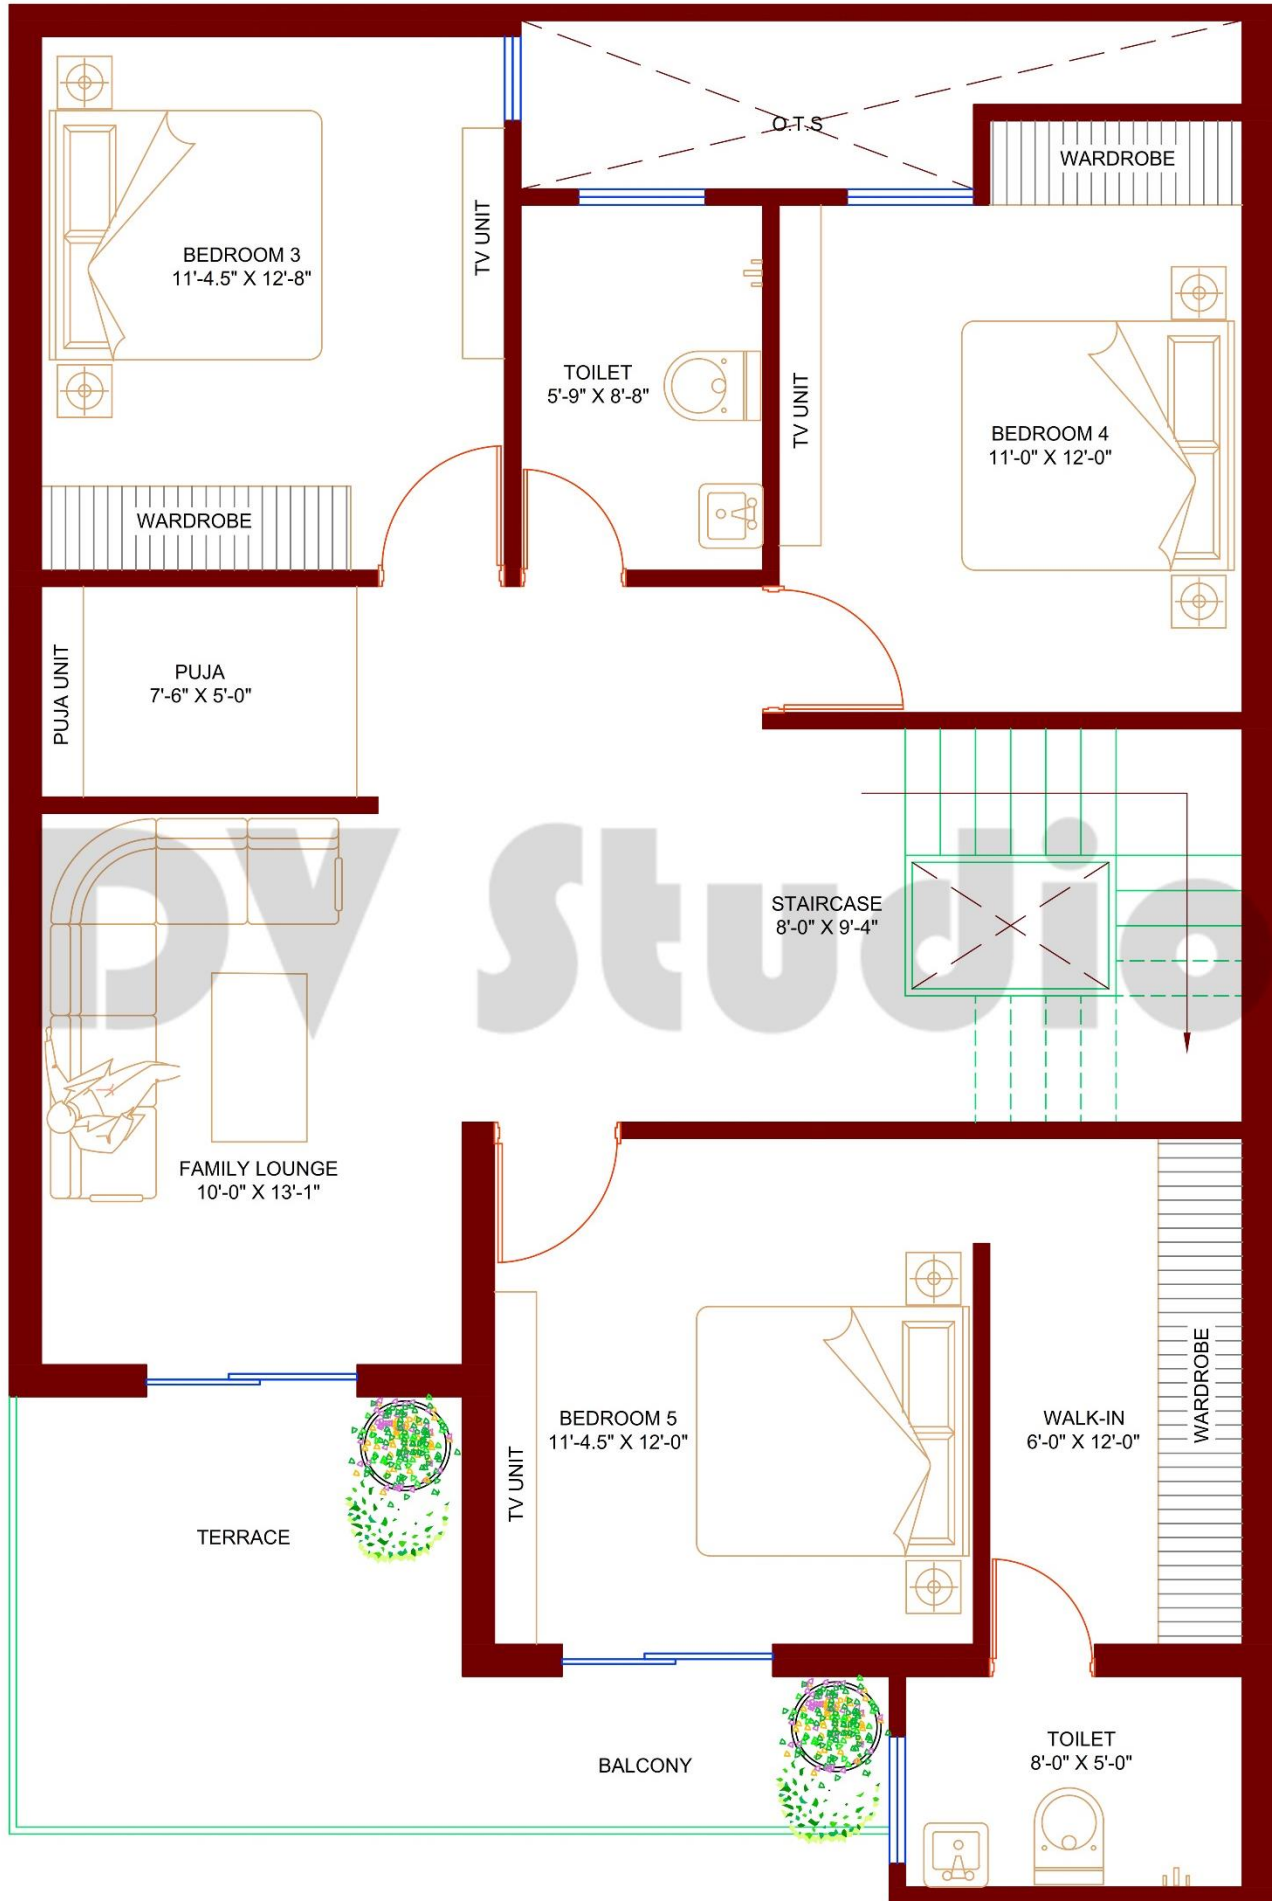 O.T.S
WARDROBE
BEDROOM 3
11'-4.5" X 12'-8"
TV UNIT
TOILET
5'-9" X 8'-8"
TV UNIT
BEDROOM 4
11'-0" X 12'-0"
WARDROBE
PUJA UNIT
PUJA
7'-6" X 5'-0"
DV Studio
STAIRCASE
8'-0" X 9'-4"
FAMILY LOUNGE
10'-0" X 13'-1"
TV UNIT
BEDROOM 5
11'-4.5" X 12'-0"
WALK-IN
6'-0" X 12'-0"
WARDROBE
TERRACE
BALCONY
TOILET
8'-0" X 5'-0"